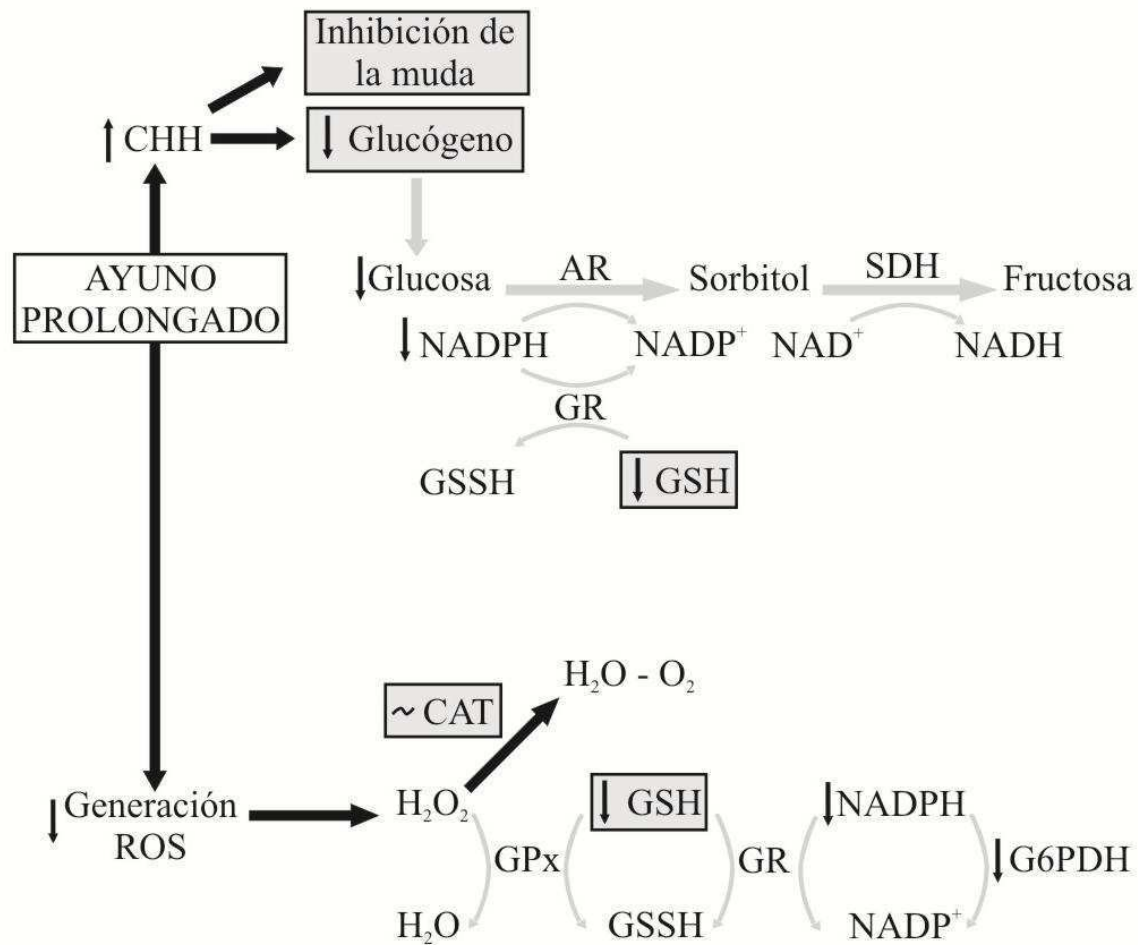 Inhibición de
la muda
↑ CHH
↓ Glucógeno
AYUNO
PROLONGADO
↓ Glucosa
AR
Sorbitol
SDH
Fructosa
↓ NADPH
NADP⁺
NAD⁺
NADH
GR
GSSH
↓ GSH
H₂O - O₂
~ CAT
↓ Generación
ROS
H₂O₂
↓ GSH
↓ NADPH
GPx
GR
↓ G6PDH
H₂O
GSSH
NADP⁺